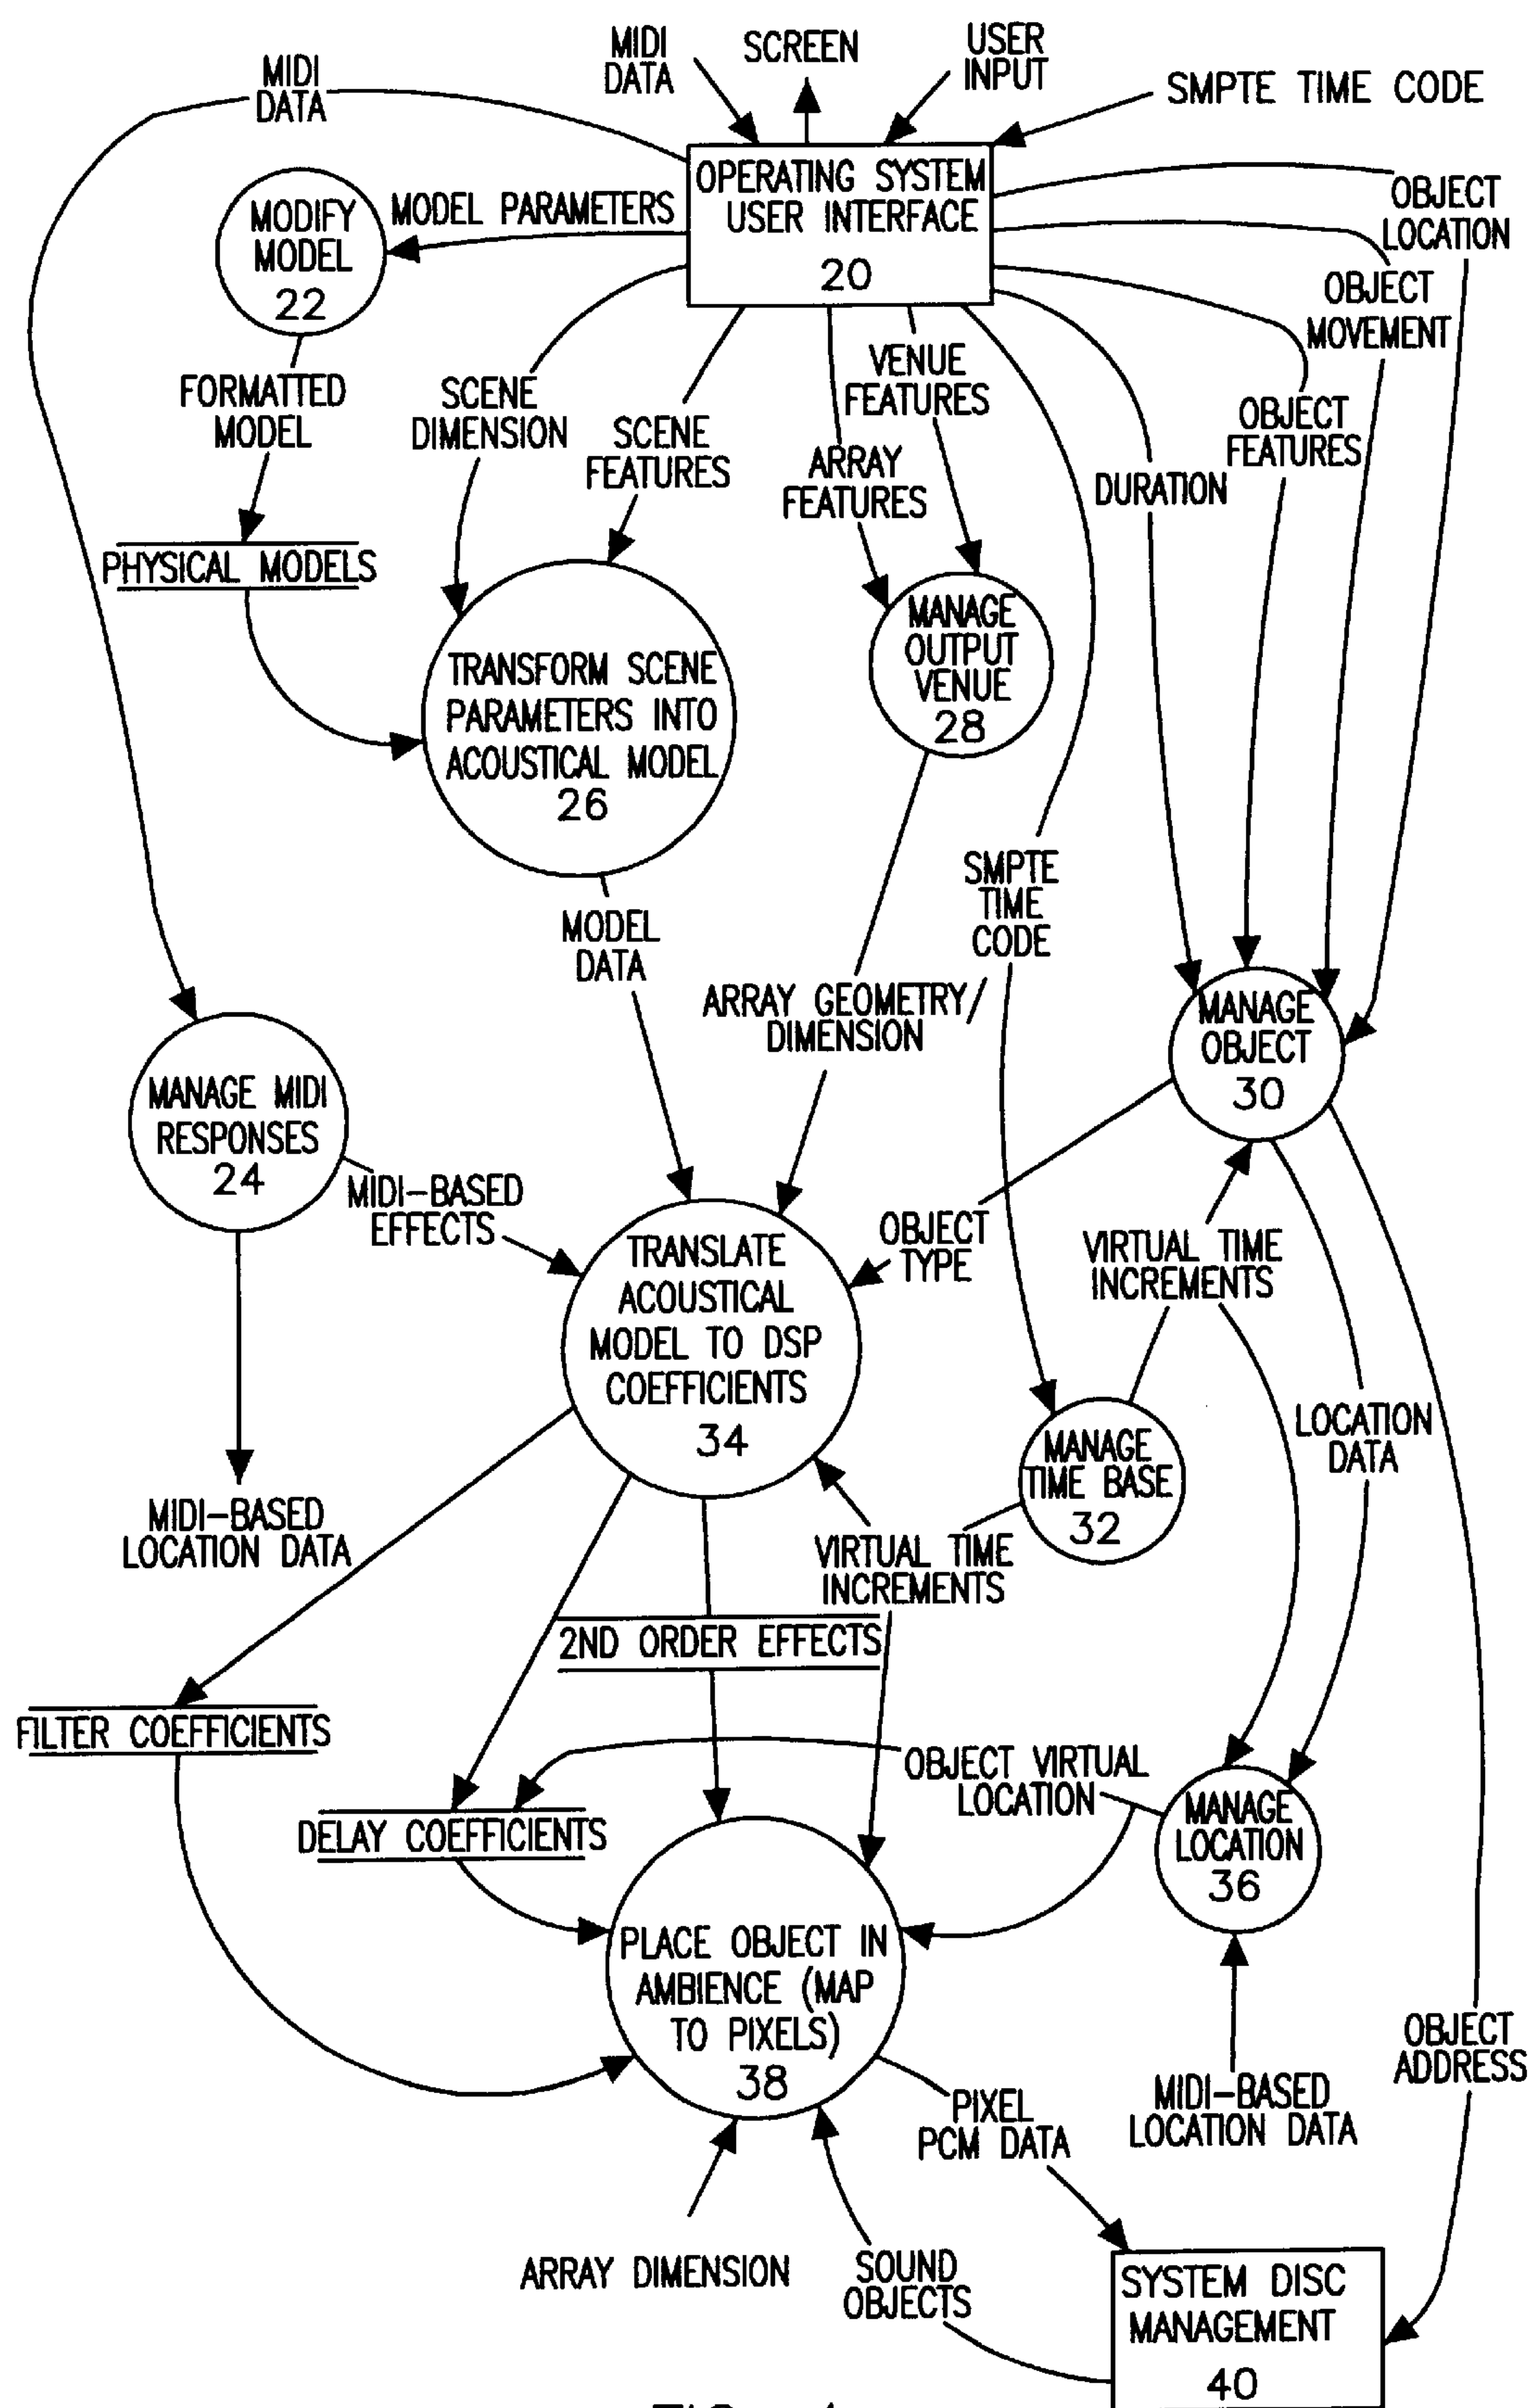 MIDI
DATA
SCREEN
USER
INPUT
SMPTE TIME CODE
MIDI
DATA
OPERATING SYSTEM
USER INTERFACE
20
MODEL PARAMETERS
MODIFY
MODEL
22
OBJECT
LOCATION
OBJECT
MOVEMENT
FORMATTED
MODEL
SCENE
DIMENSION
SCENE
FEATURES
VENUE
FEATURES
ARRAY
FEATURES
DURATION
OBJECT
FEATURES
PHYSICAL MODELS
TRANSFORM SCENE
PARAMETERS INTO
ACOUSTICAL MODEL
26
MANAGE
OUTPUT
VENUE
28
SMPTE
TIME
CODE
MODEL
DATA
ARRAY GEOMETRY/
DIMENSION
MANAGE
OBJECT
30
MANAGE MIDI
RESPONSES
24
MIDI-BASED
EFFECTS
OBJECT
TYPE
VIRTUAL TIME
INCREMENTS
TRANSLATE
ACOUSTICAL
MODEL TO DSP
COEFFICIENTS
34
MANAGE
TIME BASE
32
LOCATION
DATA
MIDI-BASED
LOCATION DATA
VIRTUAL TIME
INCREMENTS
2ND ORDER EFFECTS
FILTER COEFFICIENTS
OBJECT VIRTUAL
LOCATION
DELAY COEFFICIENTS
MANAGE
LOCATION
36
PLACE OBJECT IN
AMBIENCE (MAP
TO PIXELS)
38
OBJECT
ADDRESS
PIXEL
PCM DATA
MIDI-BASED
LOCATION DATA
ARRAY DIMENSION
SOUND
OBJECTS
SYSTEM DISC
MANAGEMENT
40